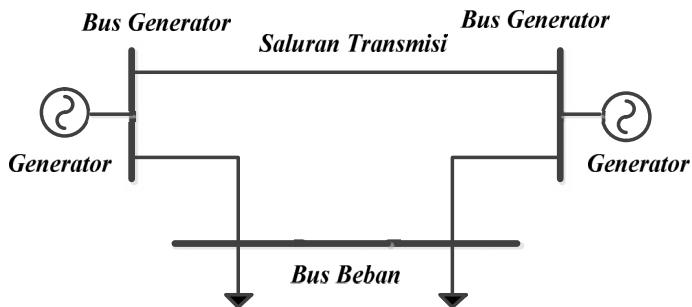 Bus Generator
Bus Generator
Saluran Transmisi
Generator
Generator
Bus Beban